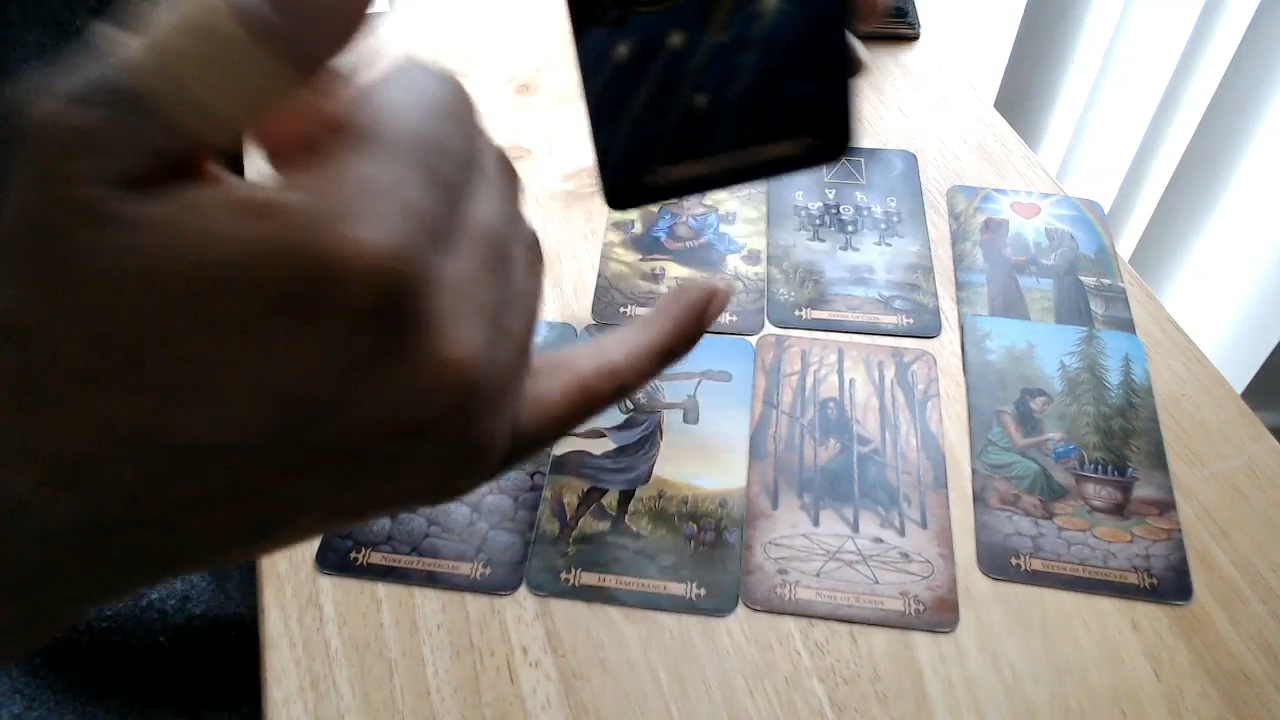 SEVEN OF CUPS
NINE OF PENTACLES
14 • TEMPERANCE
NINE OF WANDS
SEVEN OF PENTACLES